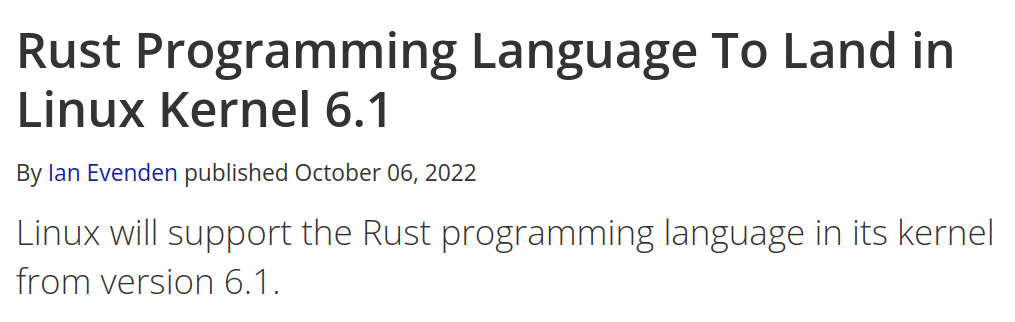 Rust Programming Language To Land in
Linux Kernel 6.1
By Ian Evenden published October 06, 2022
Linux will support the Rust programming language in its kernel
from version 6.1.